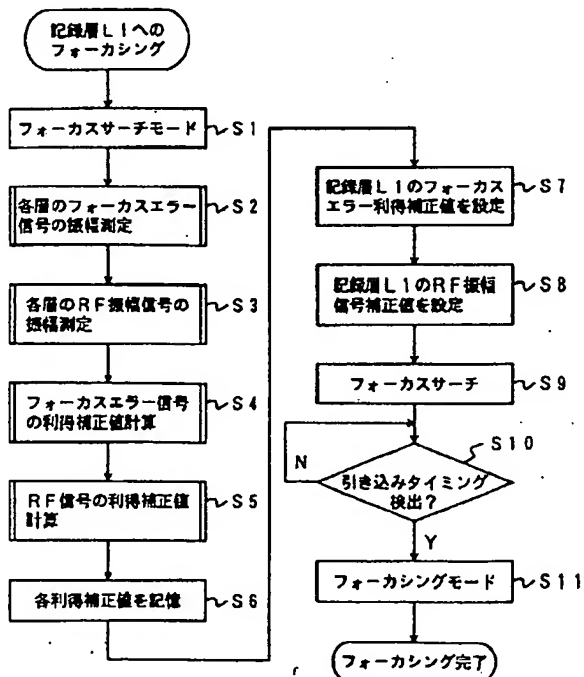 記録層L1への
フォーカシング
フォーカスサーチモード
S1
各層のフォーカスエラー
信号の振幅測定
S2
各層のRF振幅信号の
振幅測定
S3
フォーカスエラー信号
の利得補正値計算
S4
RF信号の利得補正値
計算
S5
各利得補正値を記憶
S6
記録層L1のフォーカス
エラー利得補正値を設定
S7
記録層L1のRF振幅
信号補正値を設定
S8
フォーカスサーチ
S9
S10
N
引き込みタイミング
検出?
Y
フォーカシングモード
S11
フォーカシング完了